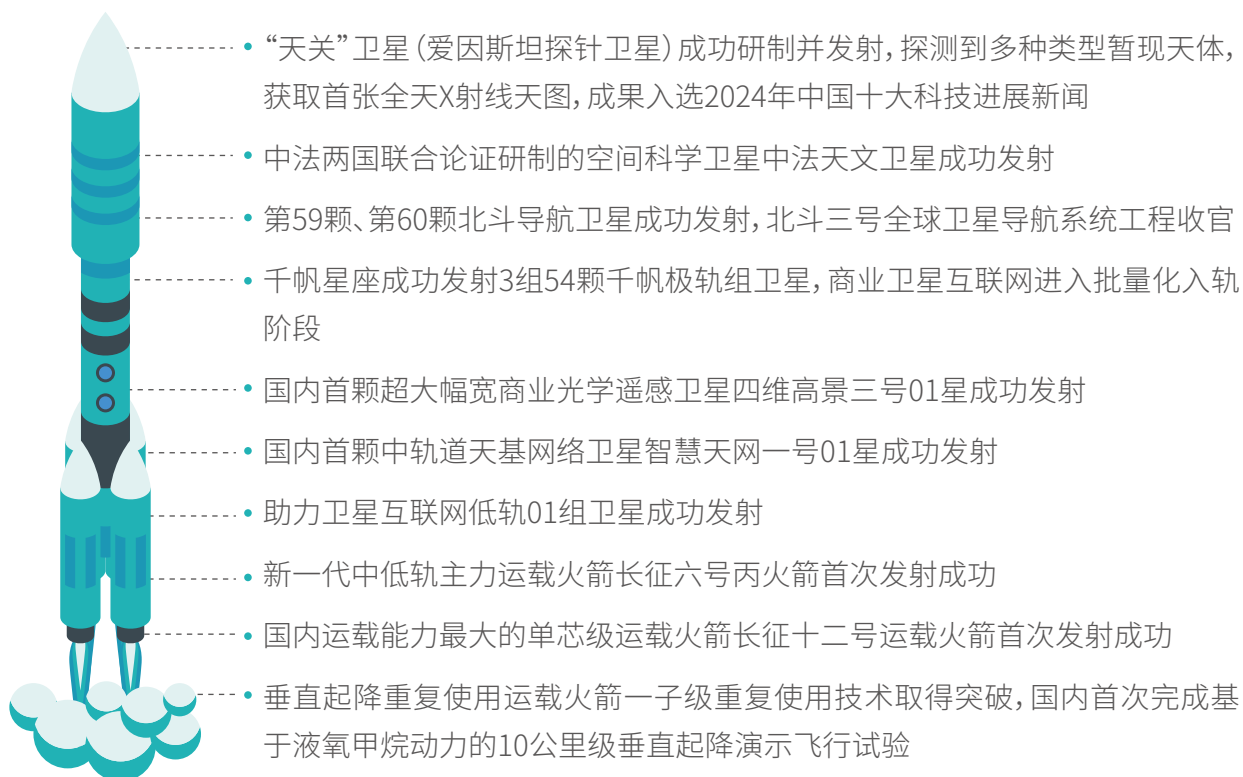 “天关”卫星(爱因斯坦探针卫星)成功研制并发射,探测到多种类型暂现天体,
获取首张全天X射线天图,成果入选2024年中国十大科技进展新闻
中法两国联合论证研制的空间科学卫星中法天文卫星成功发射
第59颗、第60颗北斗导航卫星成功发射,北斗三号全球卫星导航系统工程收官
千帆星座成功发射3组54颗千帆极轨组卫星,商业卫星互联网进入批量化入轨
阶段
国内首颗超大幅宽商业光学遥感卫星四维高景三号01星成功发射
国内首颗中轨道天基网络卫星智慧天网一号01星成功发射
助力卫星互联网低轨01组卫星成功发射
新一代中低轨主力运载火箭长征六号丙火箭首次发射成功
国内运载能力最大的单芯级运载火箭长征十二号运载火箭首次发射成功
垂直起降重复使用运载火箭一子级重复使用技术取得突破,国内首次完成基
于液氧甲烷动力的10公里级垂直起降演示飞行试验